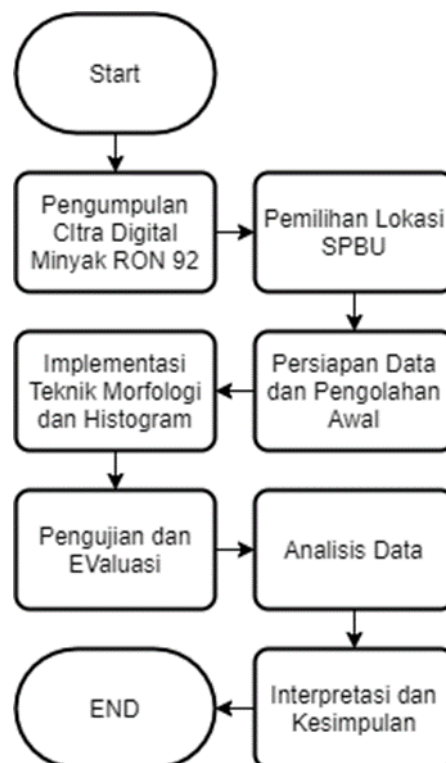 Start
Pengumpulan
CItra Digital
Minyak RON 92
Pemilihan Lokasi
SPBU
Persiapan Data
dan Pengolahan
Awal
Implementasi
Teknik Morfologi
dan Histogram
Pengujian dan
EValuasi
Analisis Data
Interpretasi dan
Kesimpulan
END